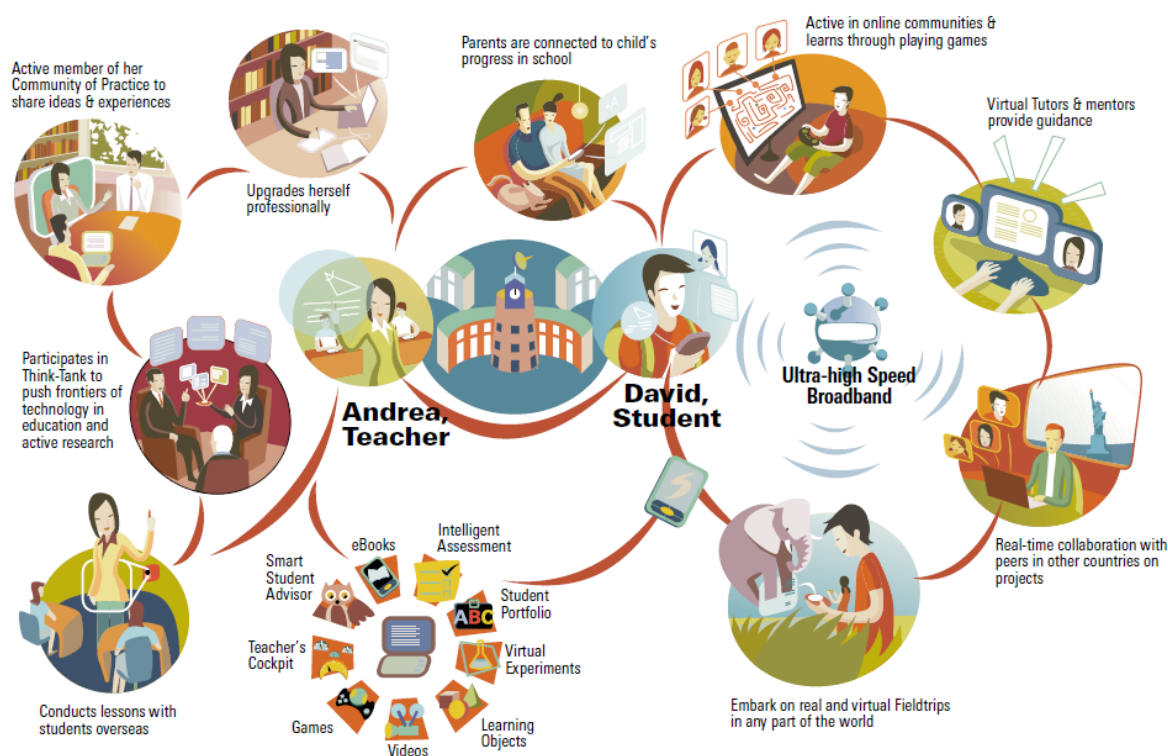 Active member of her
Community of Practice to
share ideas & experiences
Upgrades herself
professionally
Parents are connected to child's
progress in school
Active in online communities &
learns through playing games
Virtual Tutors & mentors
provide guidance
Participates in
Think-Tank to
push frontiers of
technology in
education and
active research
Andrea,
Teacher
David,
Student
Ultra-high Speed
Broadband
Conducts lessons with
students overseas
eBooks
Intelligent
Assessment
Smart
Student
Advisor
Student
Portfolio
ABC
Teacher's
Cockpit
Virtual
Experiments
Games
Videos
Learning
Objects
Real-time collaboration with
peers in other countries on
projects
Embark on real and virtual Fieldtrips
in any part of the world
+A